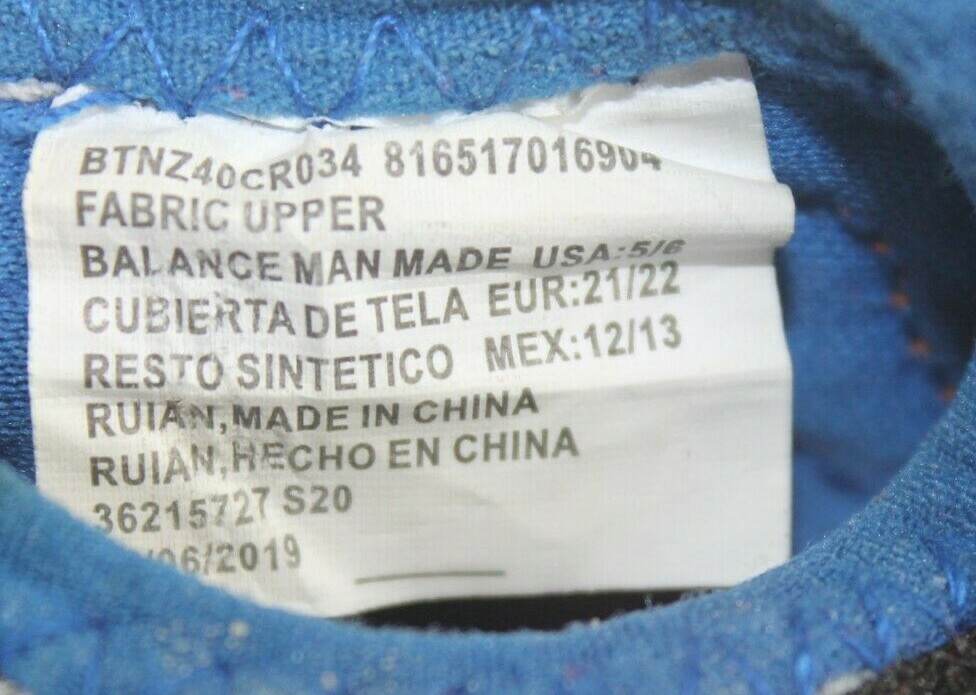 BTNZ40CR034 816517016904
FABRIC UPPER
BALANCE MAN MADE USA:5/6
CUBIERTA DE TELA EUR:21/22
RESTO SINTETICO MEX:12/13
RUIAN,MADE IN CHINA
RUIAN,HECHO EN CHINA
36215727 S20
/06/2019